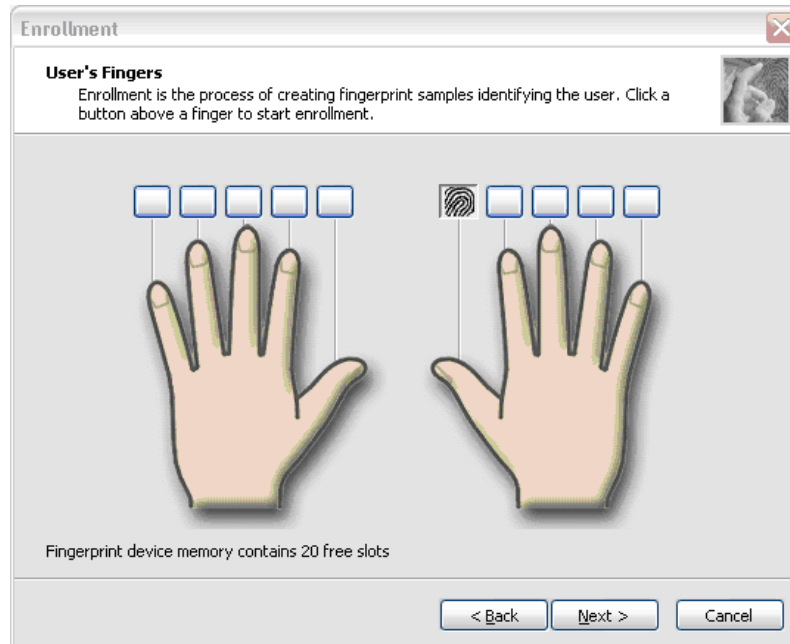 Enrollment
User's Fingers
Enrollment is the process of creating fingerprint samples identifying the user. Click a
button above a finger to start enrollment.
Fingerprint device memory contains 20 free slots
< Back Next > Cancel